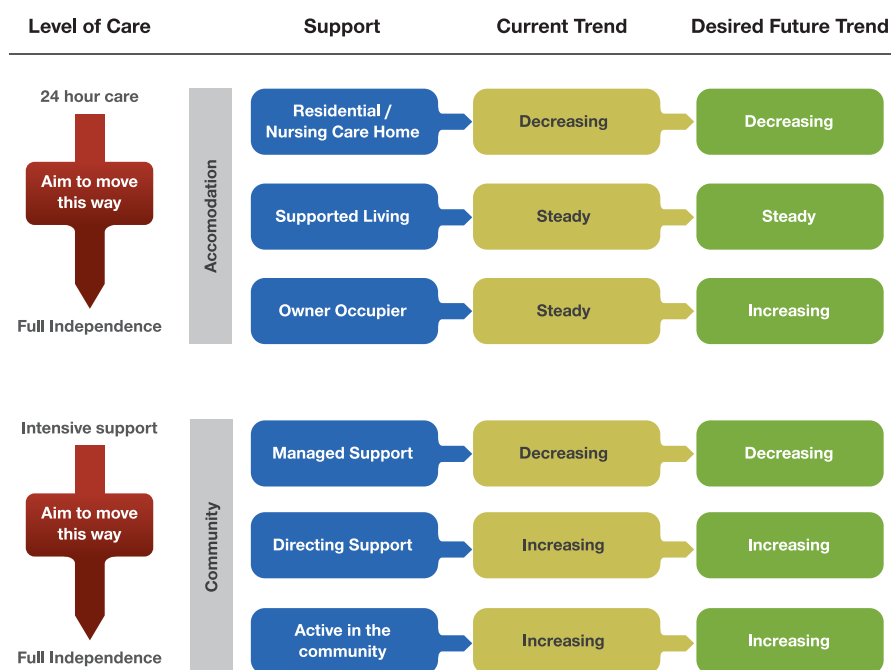 Level of Care
Support
Current Trend
Desired Future Trend
24 hour care
Aim to move
this way
Full Independence
Accomodation
Residential /
Nursing Care Home
Decreasing
Decreasing
Supported Living
Steady
Steady
Owner Occupier
Steady
Increasing
Intensive support
Aim to move
this way
Full Independence
Community
Managed Support
Decreasing
Decreasing
Directing Support
Increasing
Increasing
Active in the
community
Increasing
Increasing